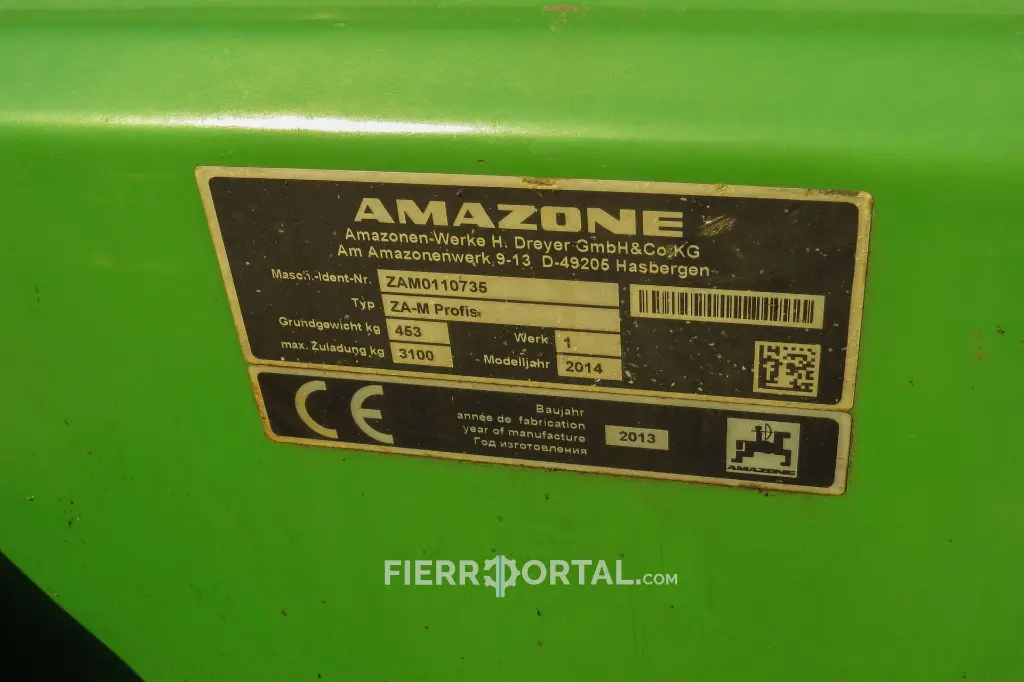 AMAZONE
Amazonen-Werke H. Dreyer GmbH&Co.KG
Am Amazonenwerk 9-13 D-49205 Hasbergen
Masch.-Ident-Nr. ZAM0110735
Typ ZA-M Profis
Grundgewicht kg 453 Werk 1
max. Zuladung kg 3100 Modelljahr 2014
CE
Baujahr
année de fabrication
year of manufacture 2013
Год изготовления
AMAZONE
FIERROPORTAL.COM